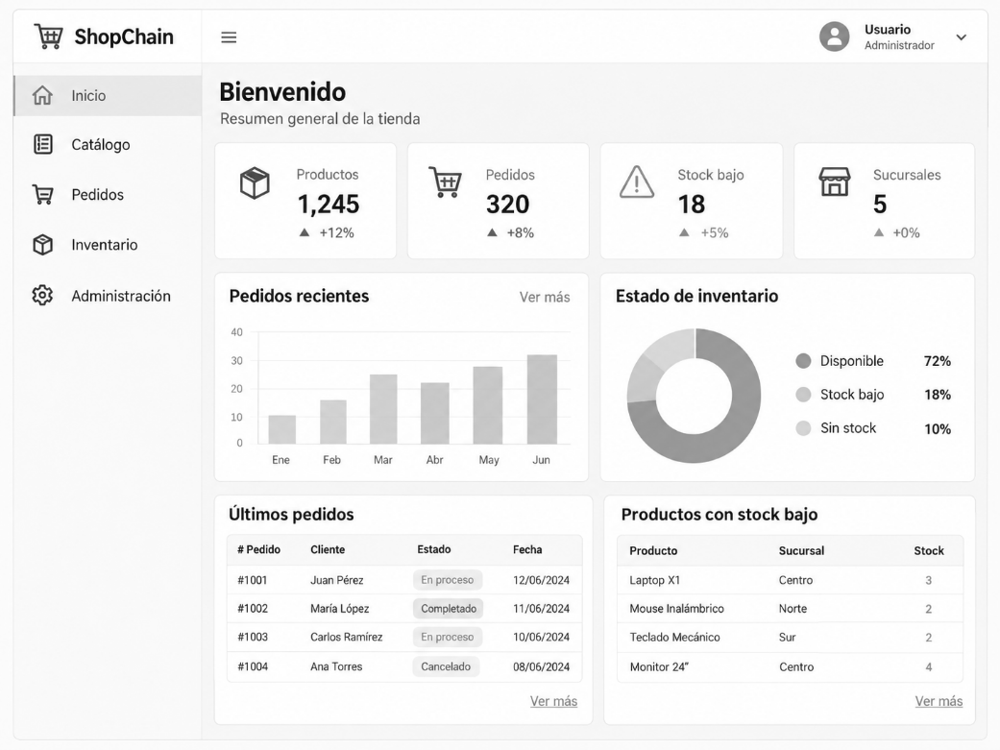 ShopChain
Usuario
Administrador
Inicio
Catálogo
Pedidos
Inventario
Administración
Bienvenido
Resumen general de la tienda
Productos
1,245
▲ +12%
Pedidos
320
▲ +8%
Stock bajo
18
▲ +5%
Sucursales
5
▲ +0%
Pedidos recientes
Ver más
40
30
20
10
0
Ene Feb Mar Abr May Jun
Estado de inventario
Disponible 72%
Stock bajo 18%
Sin stock 10%
Últimos pedidos
# Pedido Cliente Estado Fecha
#1001 Juan Pérez En proceso 12/06/2024
#1002 María López Completado 11/06/2024
#1003 Carlos Ramírez En proceso 10/06/2024
#1004 Ana Torres Cancelado 08/06/2024
Ver más
Productos con stock bajo
Producto Sucursal Stock
Laptop X1 Centro 3
Mouse Inalámbrico Norte 2
Teclado Mecánico Sur 2
Monitor 24" Centro 4
Ver más